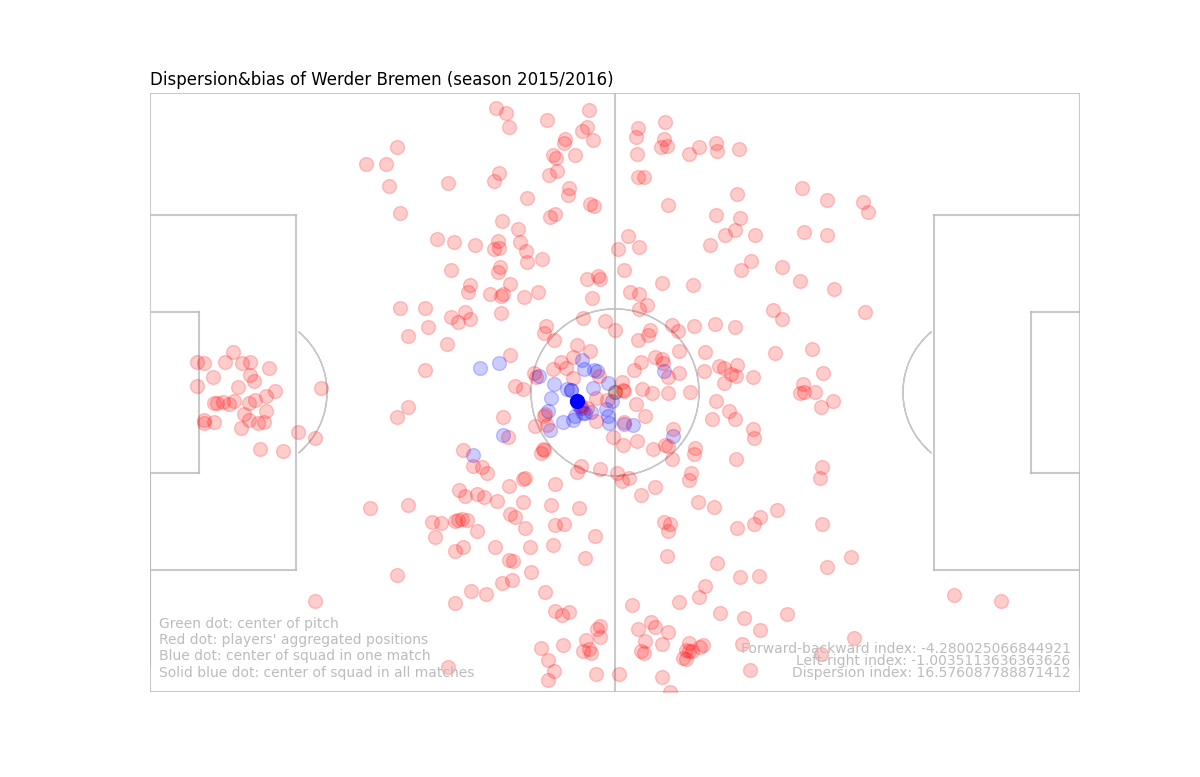 Dispersion&bias of Werder Bremen (season 2015/2016)
Green dot: center of pitch
Red dot: players' aggregated positions
Blue dot: center of squad in one match
Solid blue dot: center of squad in all matches
Forward-backward index: -4.280025066844921
Left-right index: -1.0035113636363626
Dispersion index: 16.576087788871412